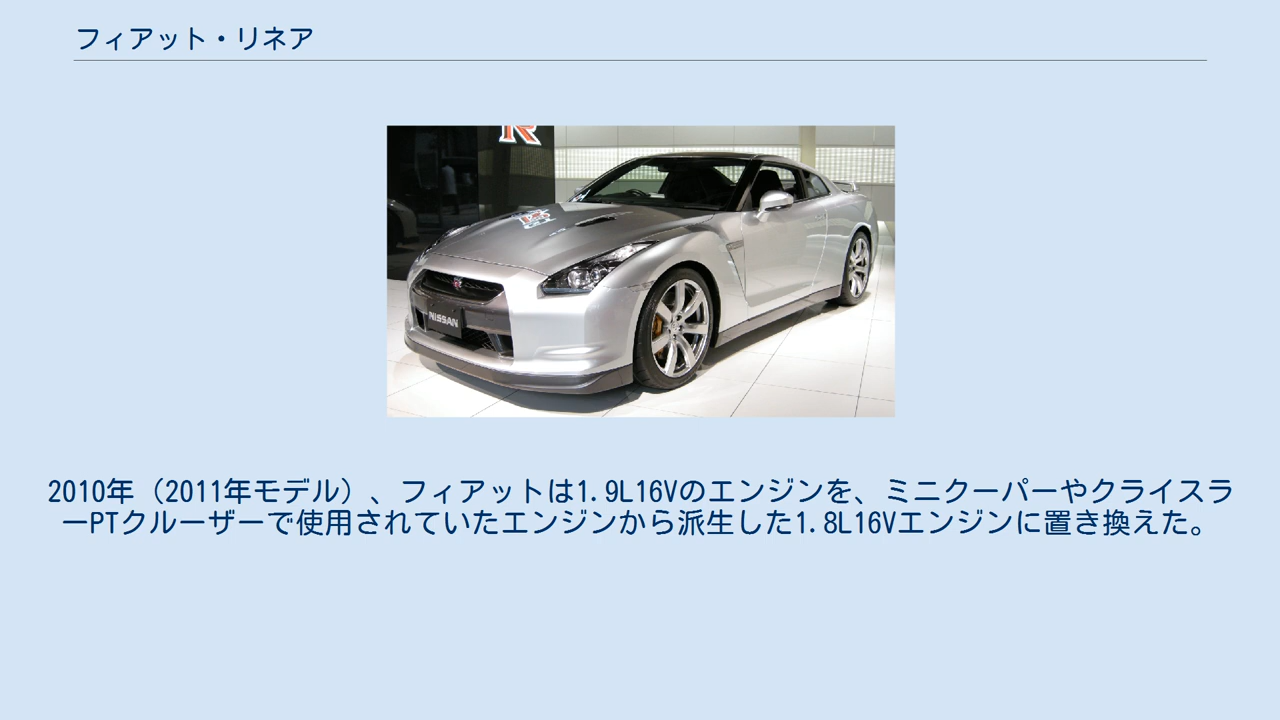 フィアット・リネア
R
NISSAN
2010年（2011年モデル）、フィアットは1.9L16Vのエンジンを、ミニクーパーやクライスラ
ーPTクルーザーで使用されていたエンジンから派生した1.8L16Vエンジンに置き換えた。